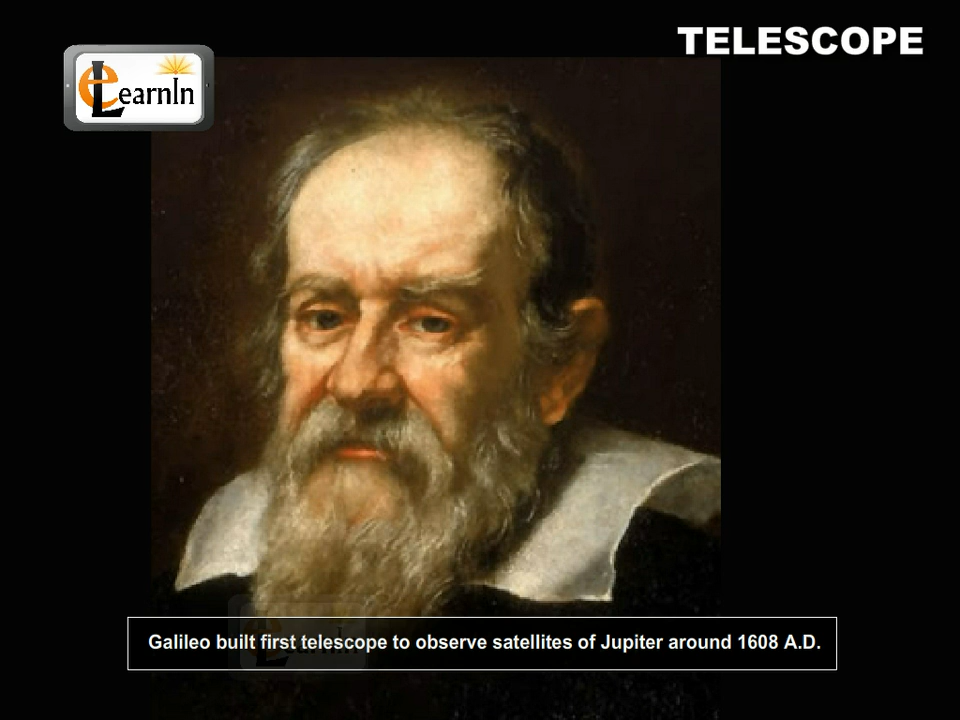 TELESCOPE
eLearnIn
Galileo built first telescope to observe satellites of Jupiter around 1608 A.D.